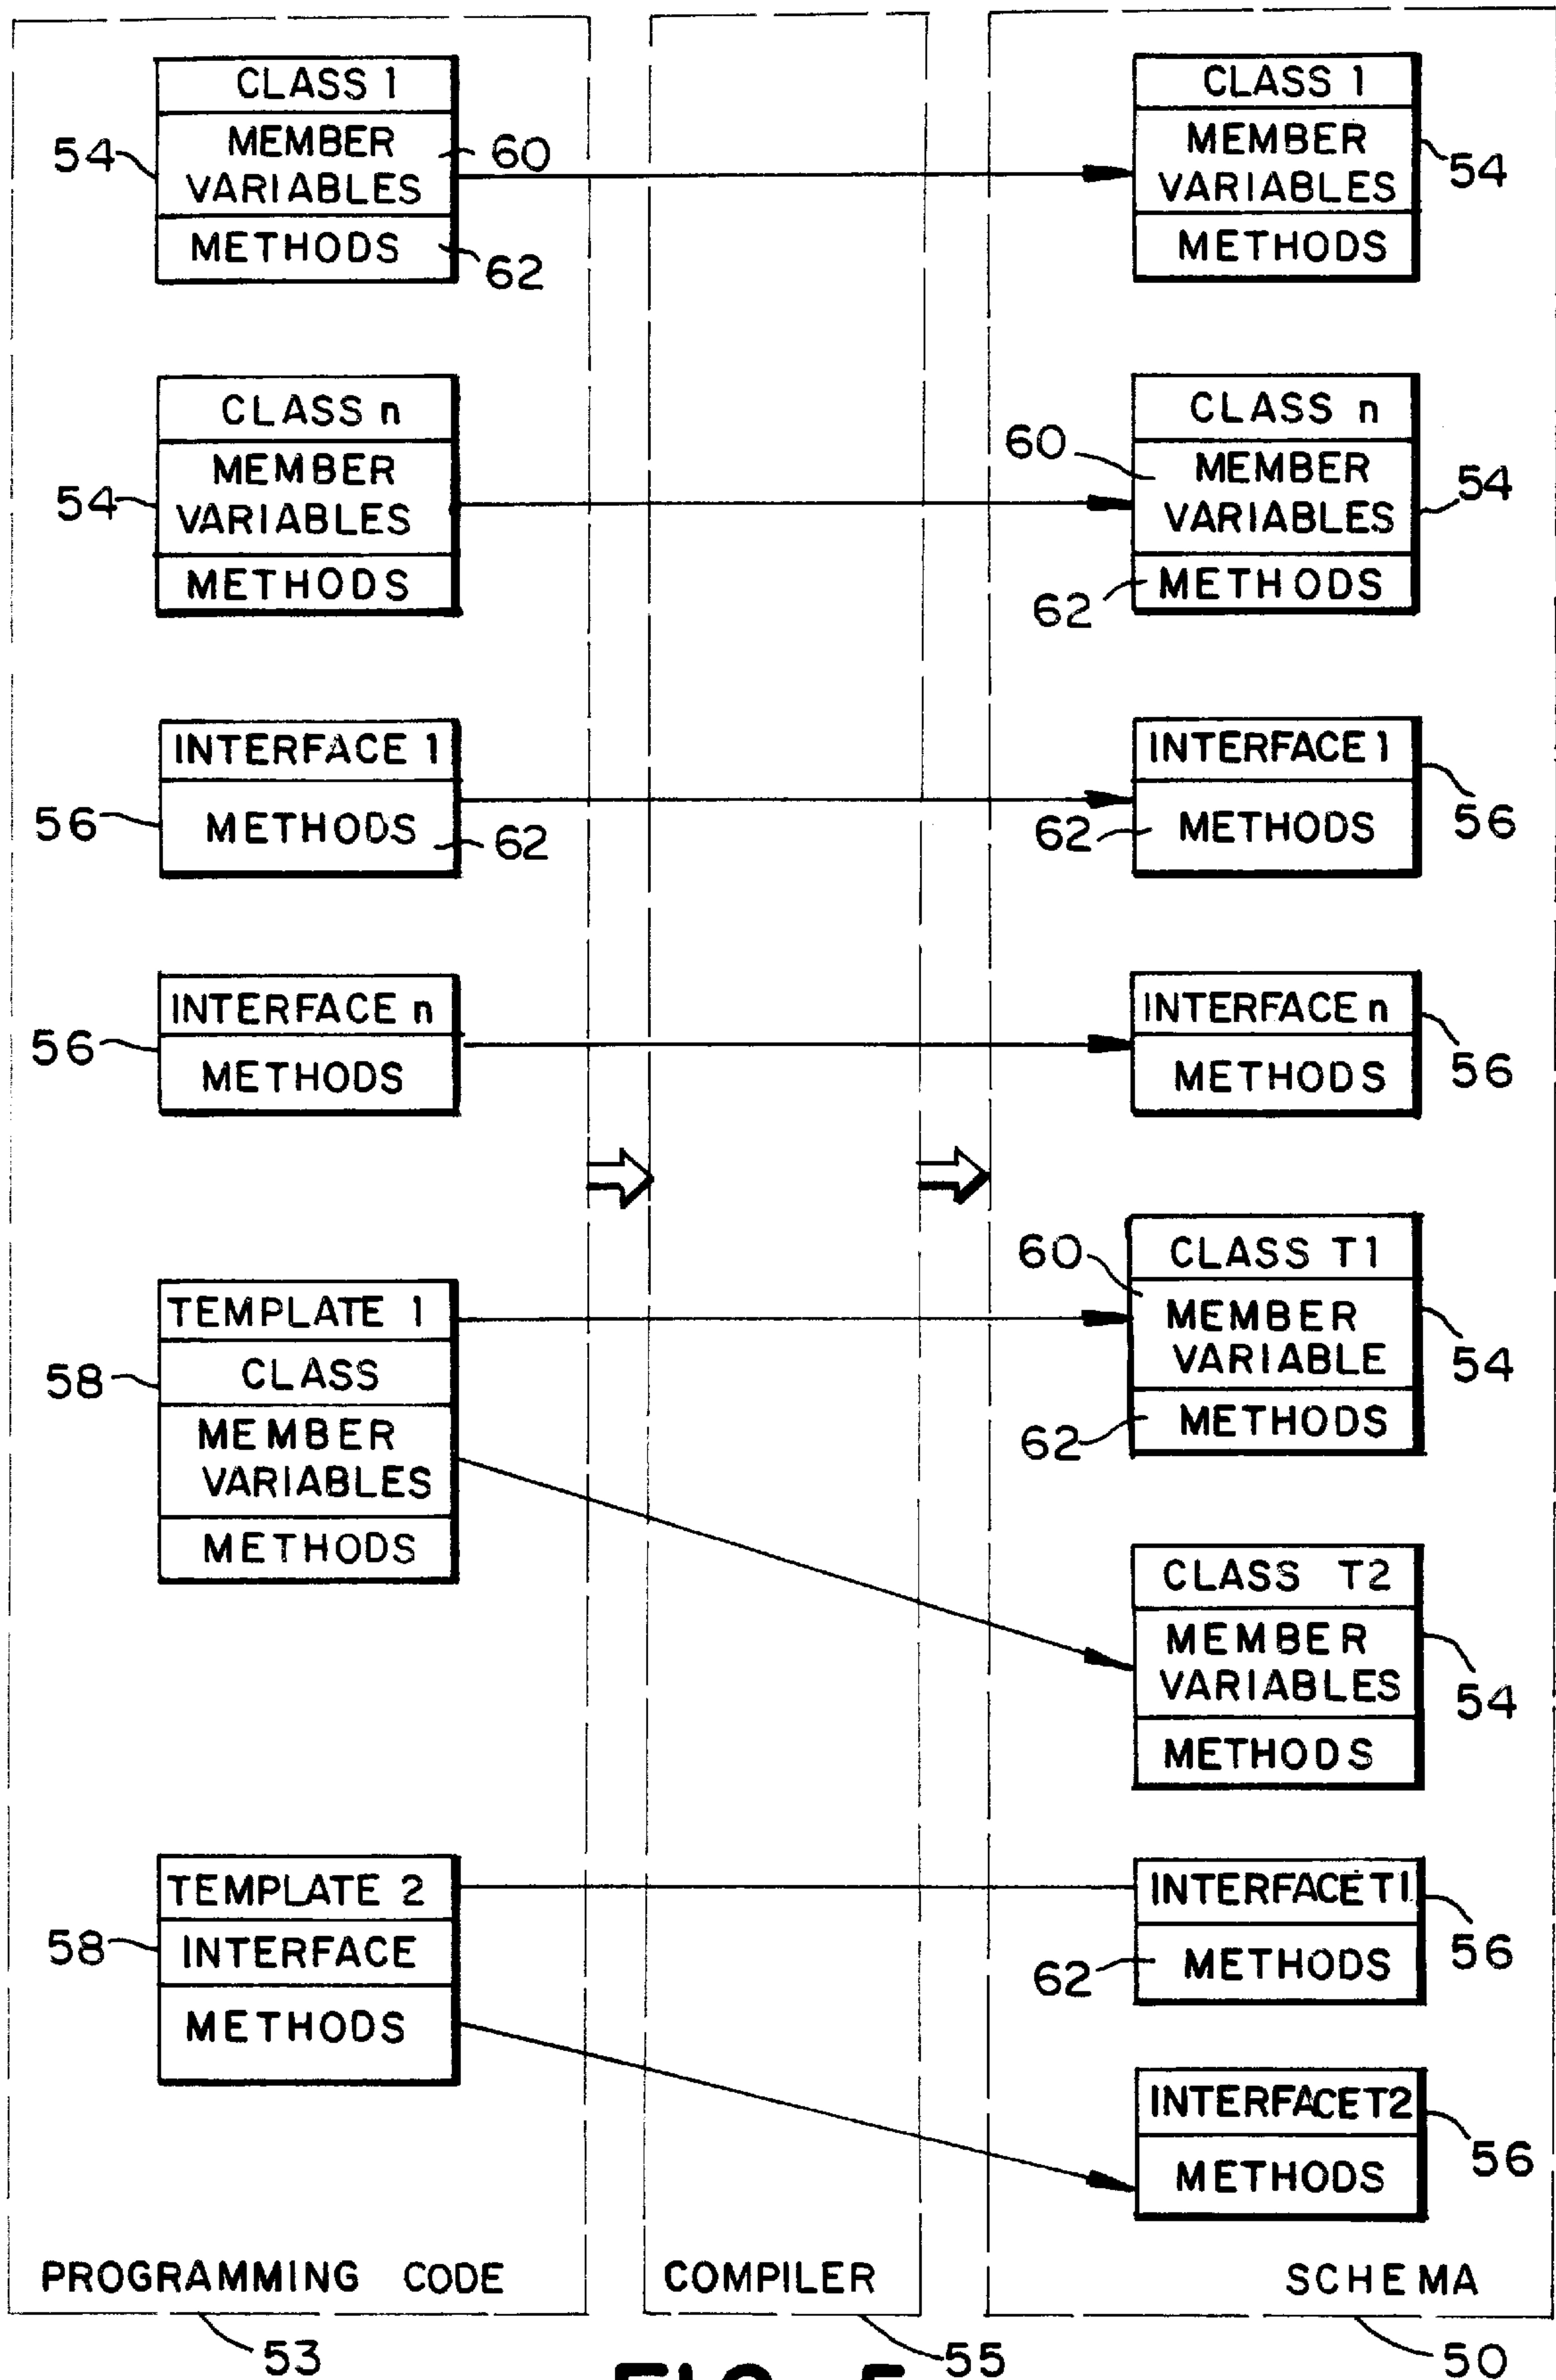 CLASS 1
MEMBER
VARIABLES
METHODS
54
60
62
CLASS n
MEMBER
VARIABLES
METHODS
54
INTERFACE 1
METHODS
56
62
INTERFACE n
METHODS
56
TEMPLATE 1
CLASS
MEMBER
VARIABLES
METHODS
58
TEMPLATE 2
INTERFACE
METHODS
58
PROGRAMMING CODE
53
COMPILER
55
CLASS 1
MEMBER
VARIABLES
METHODS
54
CLASS n
MEMBER
VARIABLES
METHODS
60
62
54
INTERFACE 1
METHODS
62
56
INTERFACE n
METHODS
56
CLASS T1
MEMBER
VARIABLE
METHODS
60
62
54
CLASS T2
MEMBER
VARIABLES
METHODS
54
INTERFACE T1
METHODS
62
56
INTERFACE T2
METHODS
56
SCHEMA
50
FIG. 5